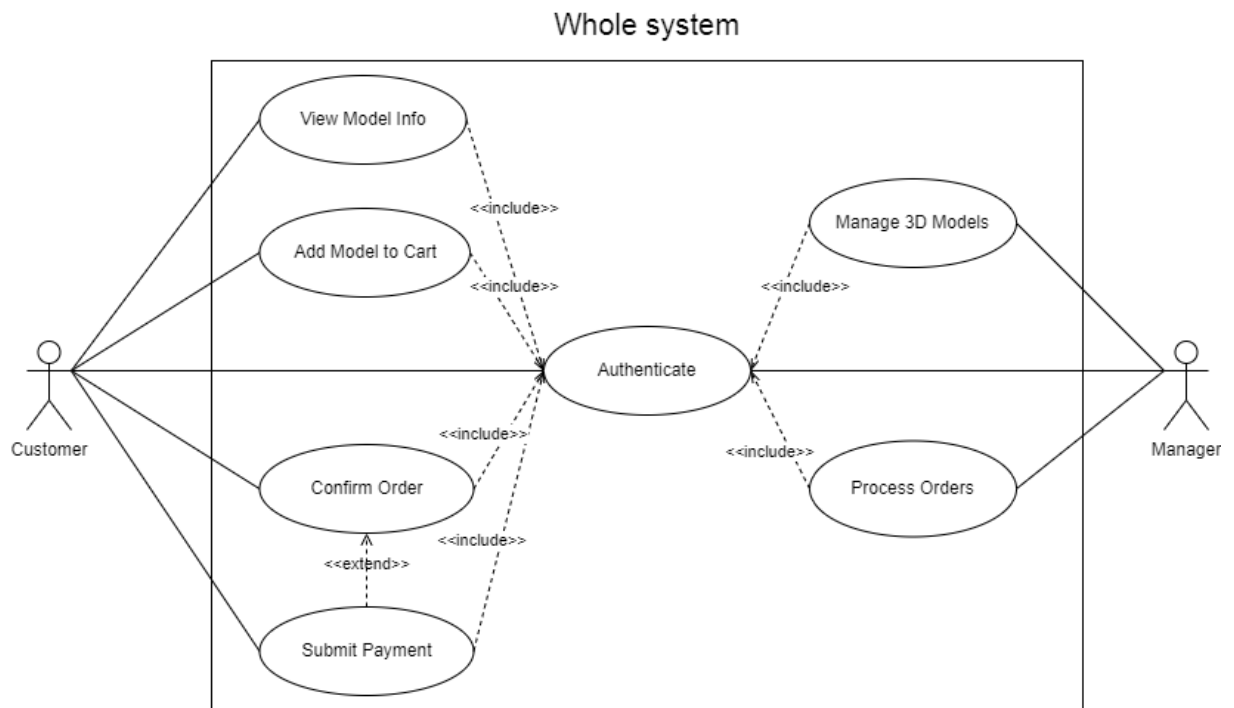 Whole system
View Model Info
<<include>>
Manage 3D Models
Add Model to Cart
<<include>>
<<include>>
Authenticate
Customer
<<include>>
Manager
<<include>>
Confirm Order
Process Orders
<<include>>
<<extend>>
Submit Payment